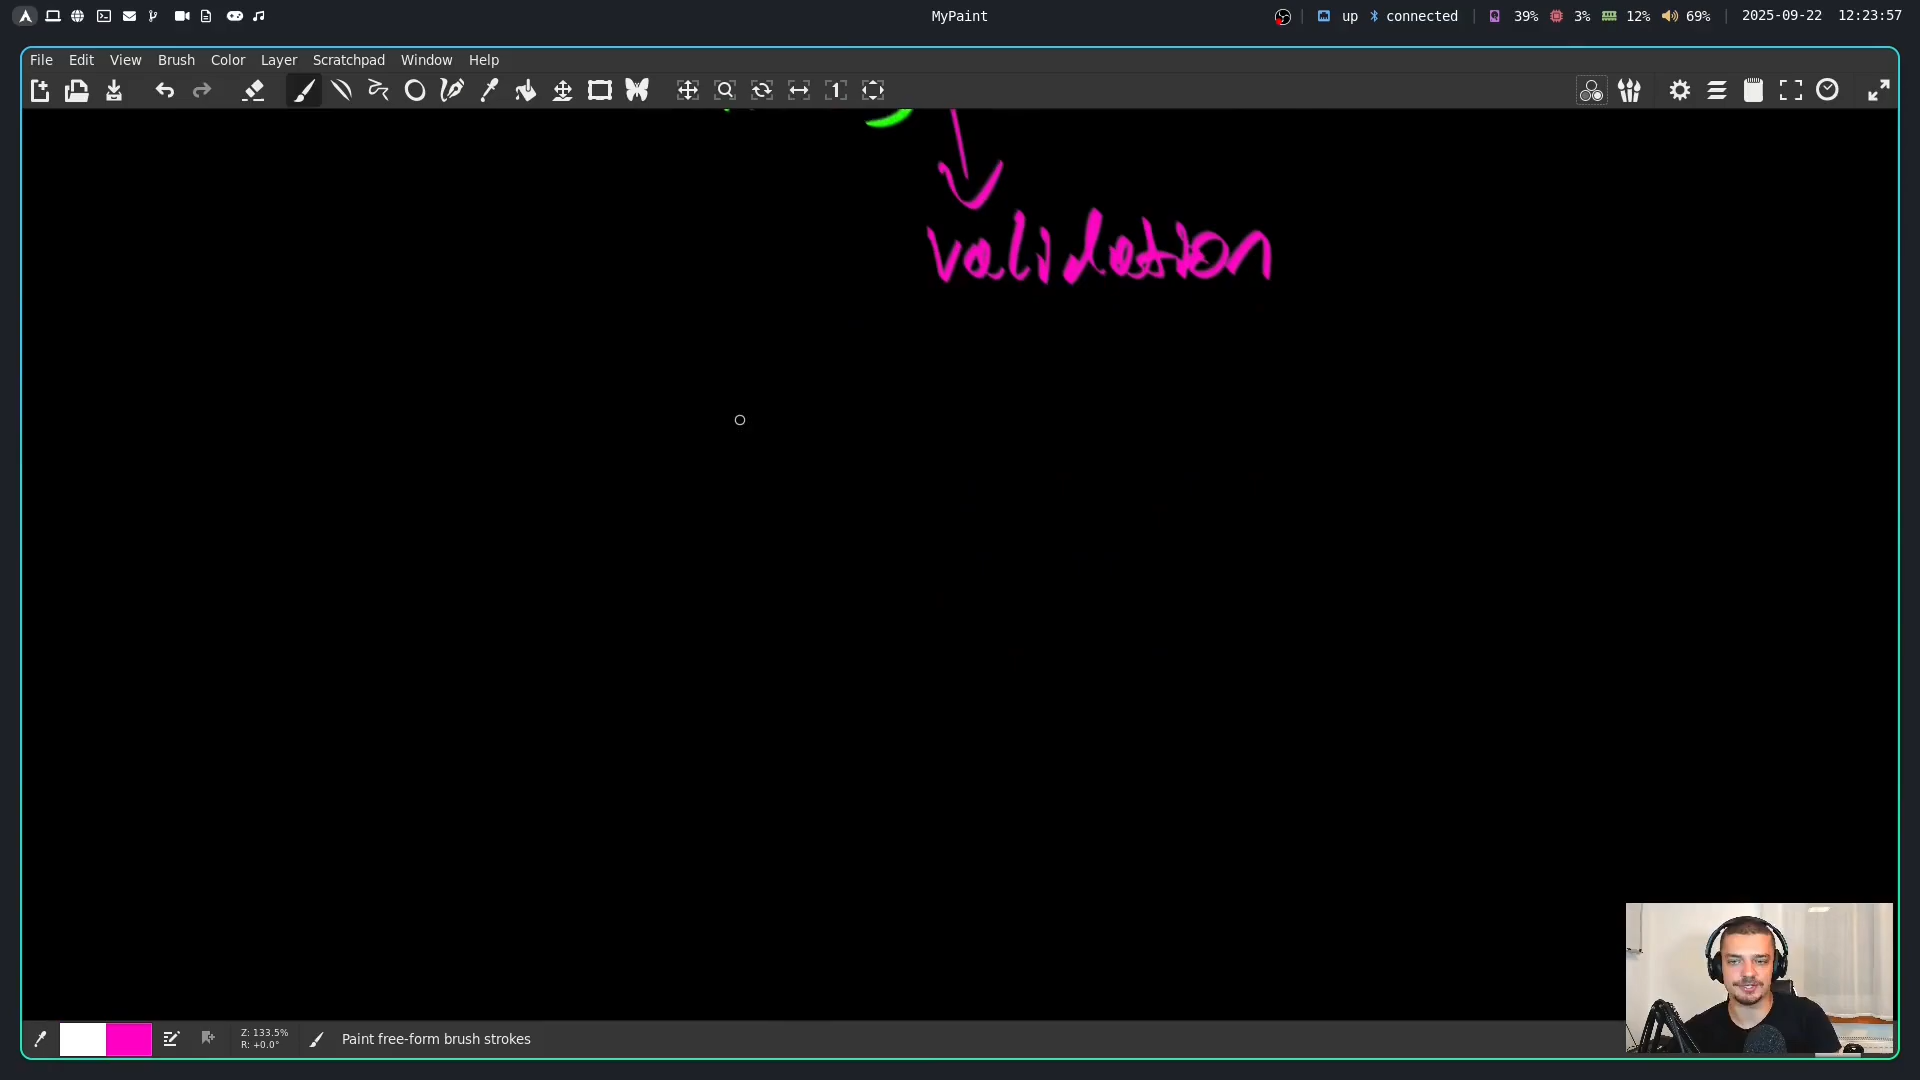 MyPaint
up
connected
39%
3%
12%
69%
2025-09-22 12:23:57
File Edit View Brush Color Layer Scratchpad Window Help
validation
Z: 133.5%
R: +0.0°
Paint free-form brush strokes